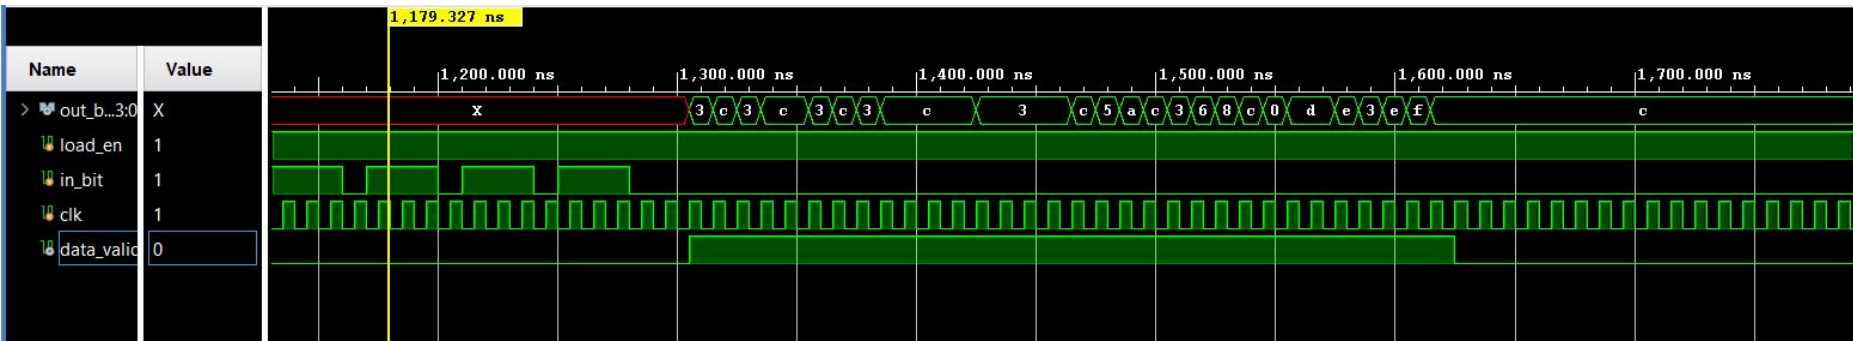 1,179.327 ns
Name Value
1,200.000 ns 1,300.000 ns 1,400.000 ns 1,500.000 ns 1,600.000 ns 1,700.000 ns
> out_b...3:0 X X 3 c 3 c 3 c 3 c 3 c 5 a c 3 6 8 c 0 d e 3 e f c
load_en 1
in_bit 1
clk 1
data_valid 0